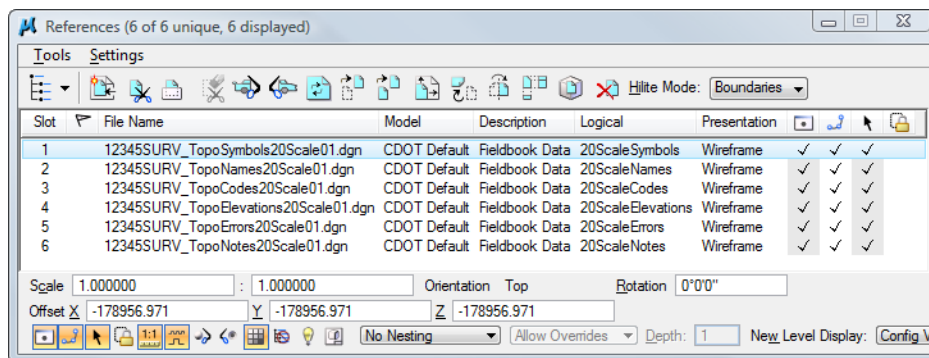 References (6 of 6 unique, 6 displayed)
Tools Settings
Hilite Mode: Boundaries
Slot File Name Model Description Logical Presentation
1 12345SURV_TopoSymbols20Scale01.dgn CDOT Default Fieldbook Data 20ScaleSymbols Wireframe
2 12345SURV_TopoNames20Scale01.dgn CDOT Default Fieldbook Data 20ScaleNames Wireframe
3 12345SURV_TopoCodes20Scale01.dgn CDOT Default Fieldbook Data 20ScaleCodes Wireframe
4 12345SURV_TopoElevations20Scale01.dgn CDOT Default Fieldbook Data 20ScaleElevations Wireframe
5 12345SURV_TopoErrors20Scale01.dgn CDOT Default Fieldbook Data 20ScaleErrors Wireframe
6 12345SURV_TopoNotes20Scale01.dgn CDOT Default Fieldbook Data 20ScaleNotes Wireframe
Scale 1.000000 : 1.000000 Orientation Top Rotation 0°0'0"
Offset X -178956.971 Y -178956.971 Z -178956.971
1:1 No Nesting Allow Overrides Depth: 1 New Level Display: Config V